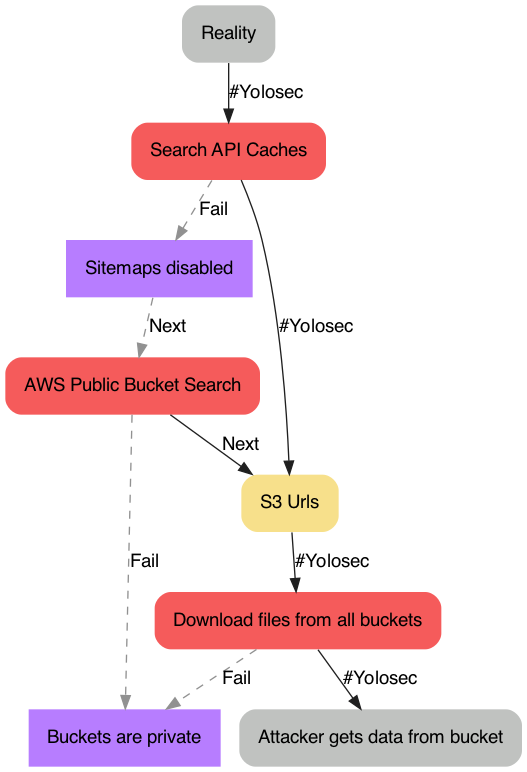 Reality
#Yolosec
Search API Caches
Fail
Sitemaps disabled
Next
#Yolosec
AWS Public Bucket Search
Next
S3 Urls
Fail
#Yolosec
Download files from all buckets
Fail
#Yolosec
Buckets are private
Attacker gets data from bucket